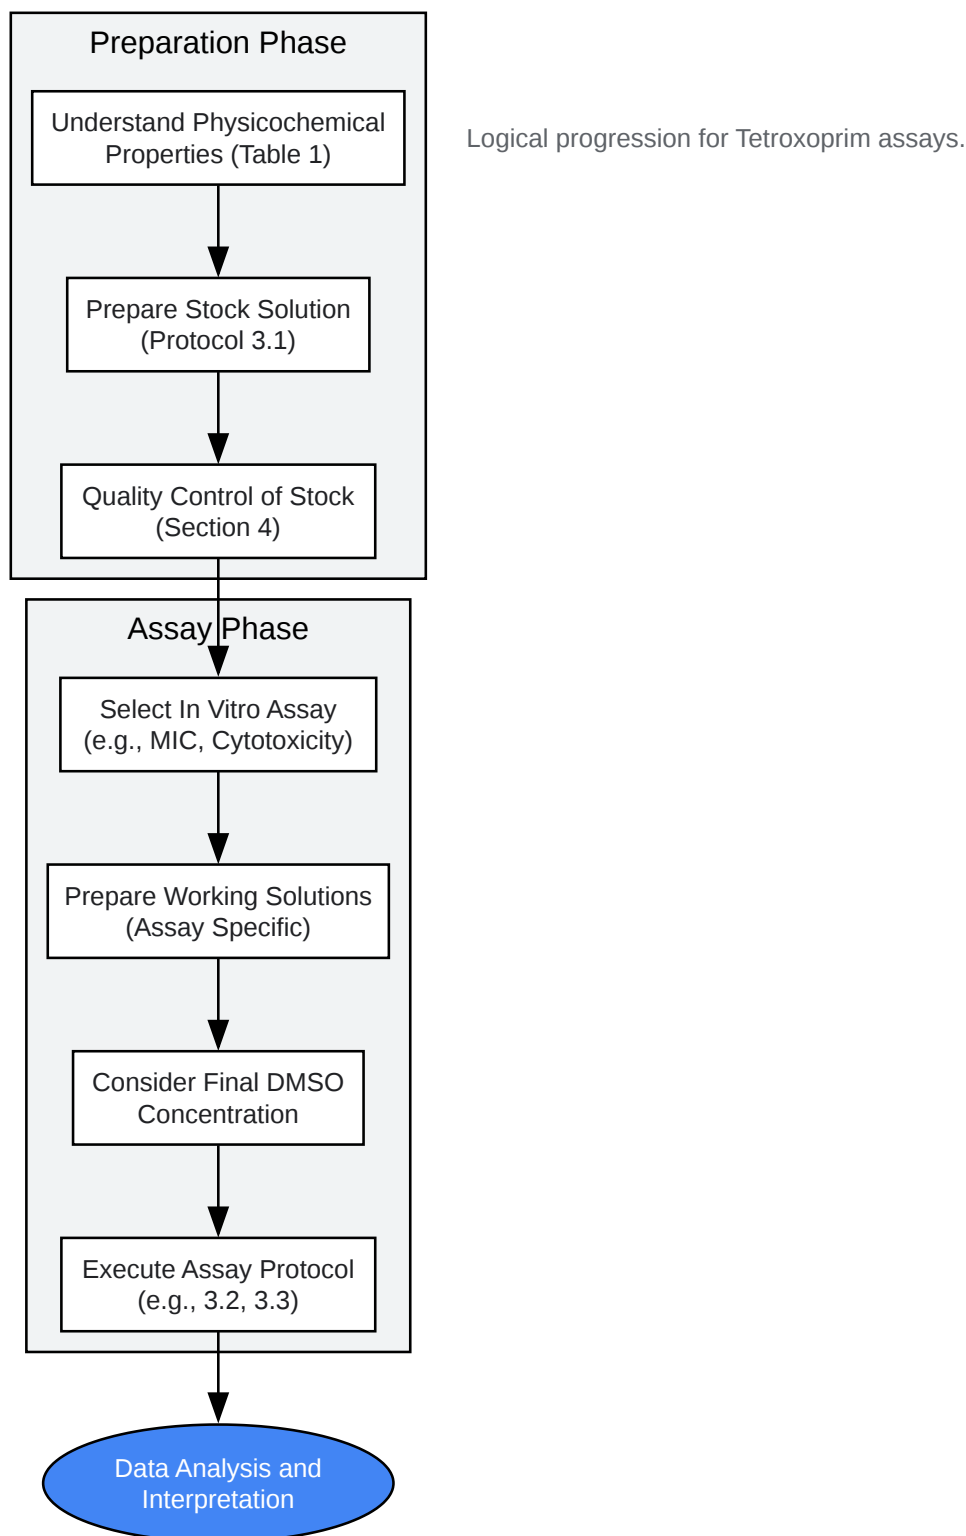 Preparation Phase
Understand Physicochemical
Properties (Table 1)
Logical progression for Tetroxoprim assays.
Prepare Stock Solution
(Protocol 3.1)
Quality Control of Stock
(Section 4)
Assay Phase
Select In Vitro Assay
(e.g., MIC, Cytotoxicity)
Prepare Working Solutions
(Assay Specific)
Consider Final DMSO
Concentration
Execute Assay Protocol
(e.g., 3.2, 3.3)
Data Analysis and
Interpretation